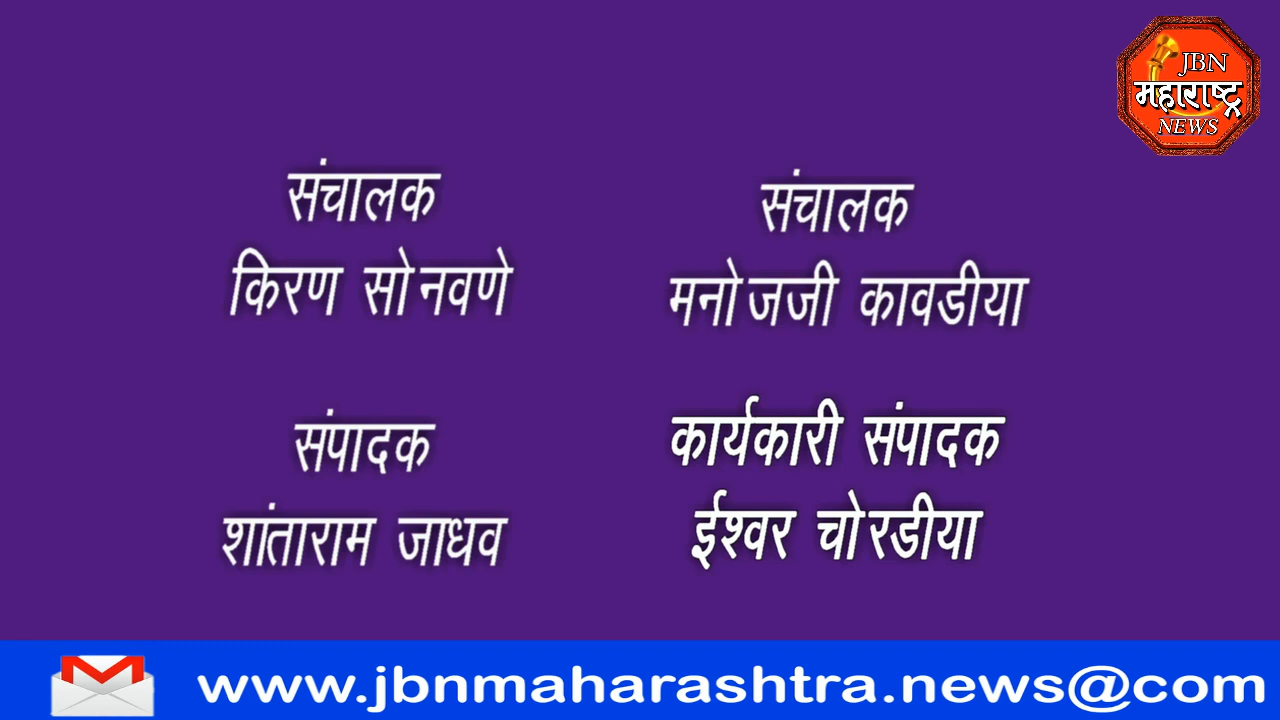 JBN
महाराष्ट्र
NEWS
संचालक
किरण सोनवणे
संचालक
मनोजजी कावडीया
संपादक
शांताराम जाधव
कार्यकारी संपादक
ईश्वर चोरडीया
www.jbnmaharashtra.news@com